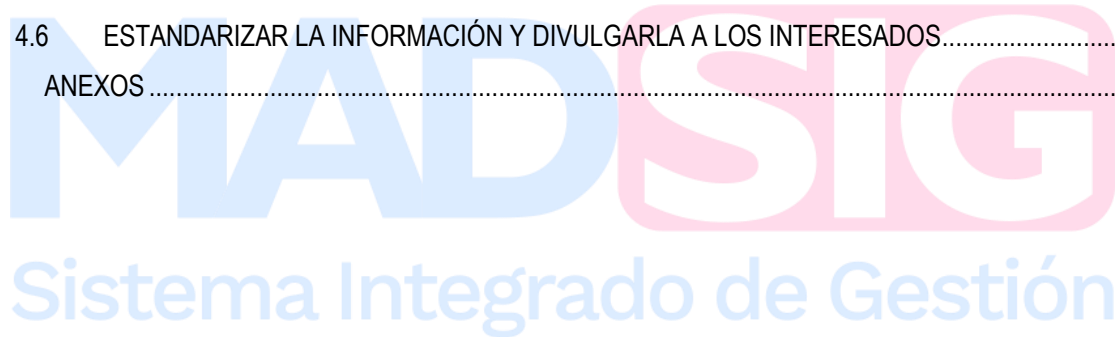 4.6 ESTANDARIZAR LA INFORMACIÓN Y DIVULGARLA A LOS INTERESADOS..........................
ANEXOS ....................................................................................................................
MADSIG
Sistema Integrado de Gestión